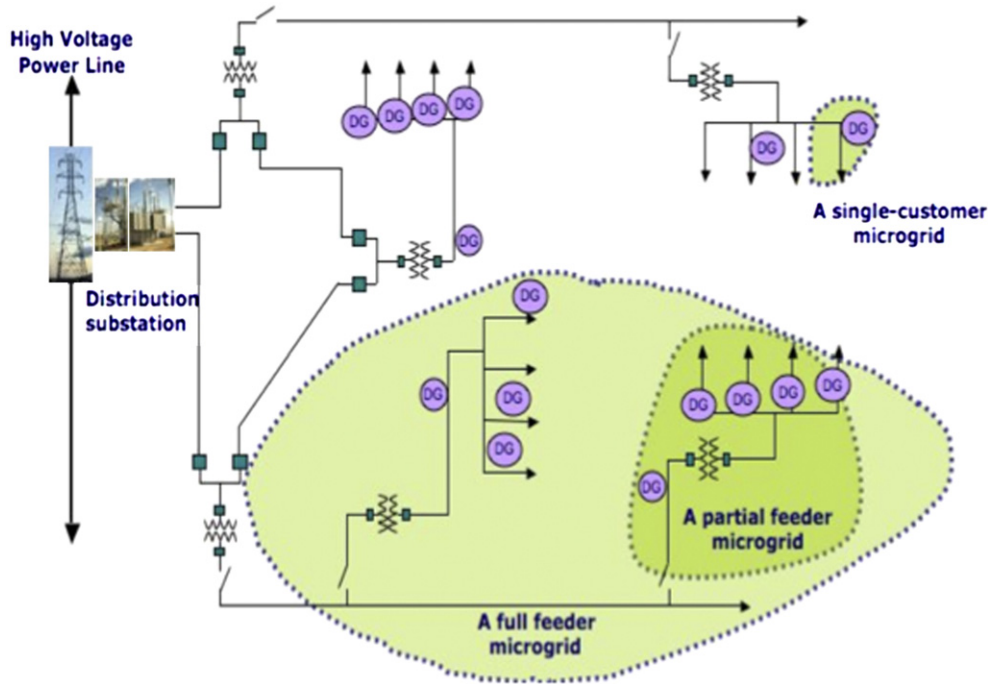 High Voltage
Power Line
DG
DG
DG
DG
DG
DG
A single-customer
microgrid
DG
Distribution
substation
DG
DG
DG
DG
DG
DG
DG
DG
DG
A partial feeder
microgrid
A full feeder
microgrid